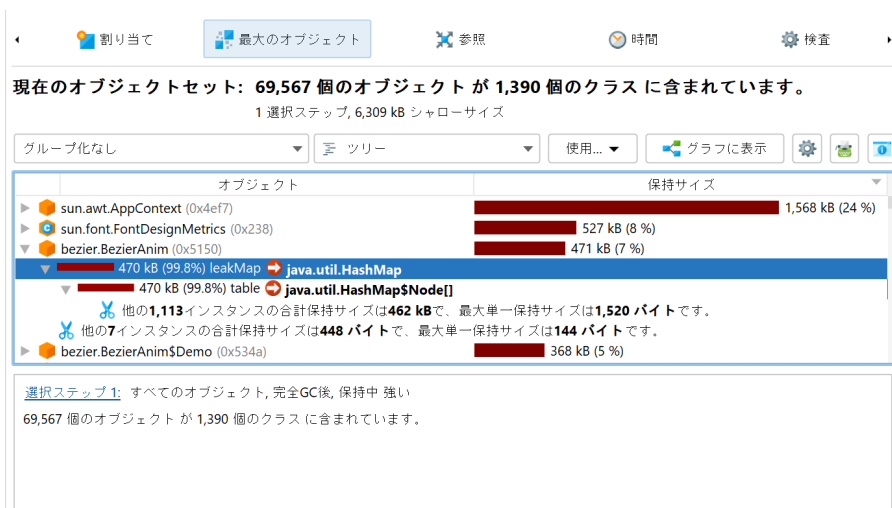 割り当て 最大のオブジェクト 参照 時間 検査
現在のオブジェクトセット: 69,567 個のオブジェクト が 1,390 個のクラス に含まれています。
1 選択ステップ, 6,309 kB シャローサイズ
グループ化なし ツリー 使用... グラフに表示
オブジェクト 保持サイズ
sun.awt.AppContext (0x4ef7) 1,568 kB (24 %)
sun.font.FontDesignMetrics (0x238) 527 kB (8 %)
bezier.BezierAnim (0x5150) 471 kB (7 %)
470 kB (99.8%) leakMap java.util.HashMap
470 kB (99.8%) table java.util.HashMap$Node[]
他の1,113インスタンスの合計保持サイズは462 kBで、最大単一保持サイズは1,520 バイトです。
他の7インスタンスの合計保持サイズは448 バイトで、最大単一保持サイズは144 バイトです。
bezier.BezierAnim$Demo (0x534a) 368 kB (5 %)
選択ステップ 1: すべてのオブジェクト, 完全GC後, 保持中 強い
69,567 個のオブジェクト が 1,390 個のクラス に含まれています。